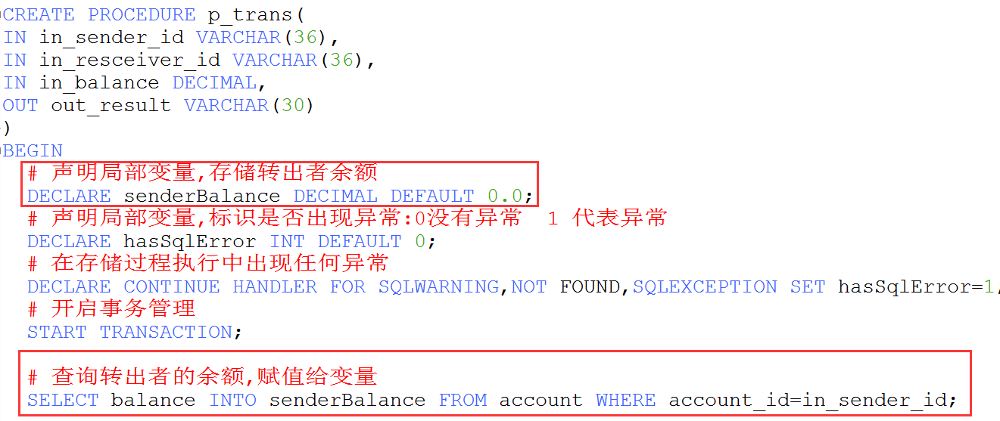 CREATE PROCEDURE p_trans(
IN in_sender_id VARCHAR(36),
IN in_resceiver_id VARCHAR(36),
IN in_balance DECIMAL,
OUT out_result VARCHAR(30)
)
BEGIN
# 声明局部变量,存储转出者余额
DECLARE senderBalance DECIMAL DEFAULT 0.0;
# 声明局部变量,标识是否出现异常:0没有异常  1 代表异常
DECLARE hasSqlError INT DEFAULT 0;
# 在存储过程执行中出现任何异常
DECLARE CONTINUE HANDLER FOR SQLWARNING,NOT FOUND,SQLEXCEPTION SET hasSqlError=1
# 开启事务管理
START TRANSACTION;
# 查询转出者的余额,赋值给变量
SELECT balance INTO senderBalance FROM account WHERE account_id=in_sender_id;